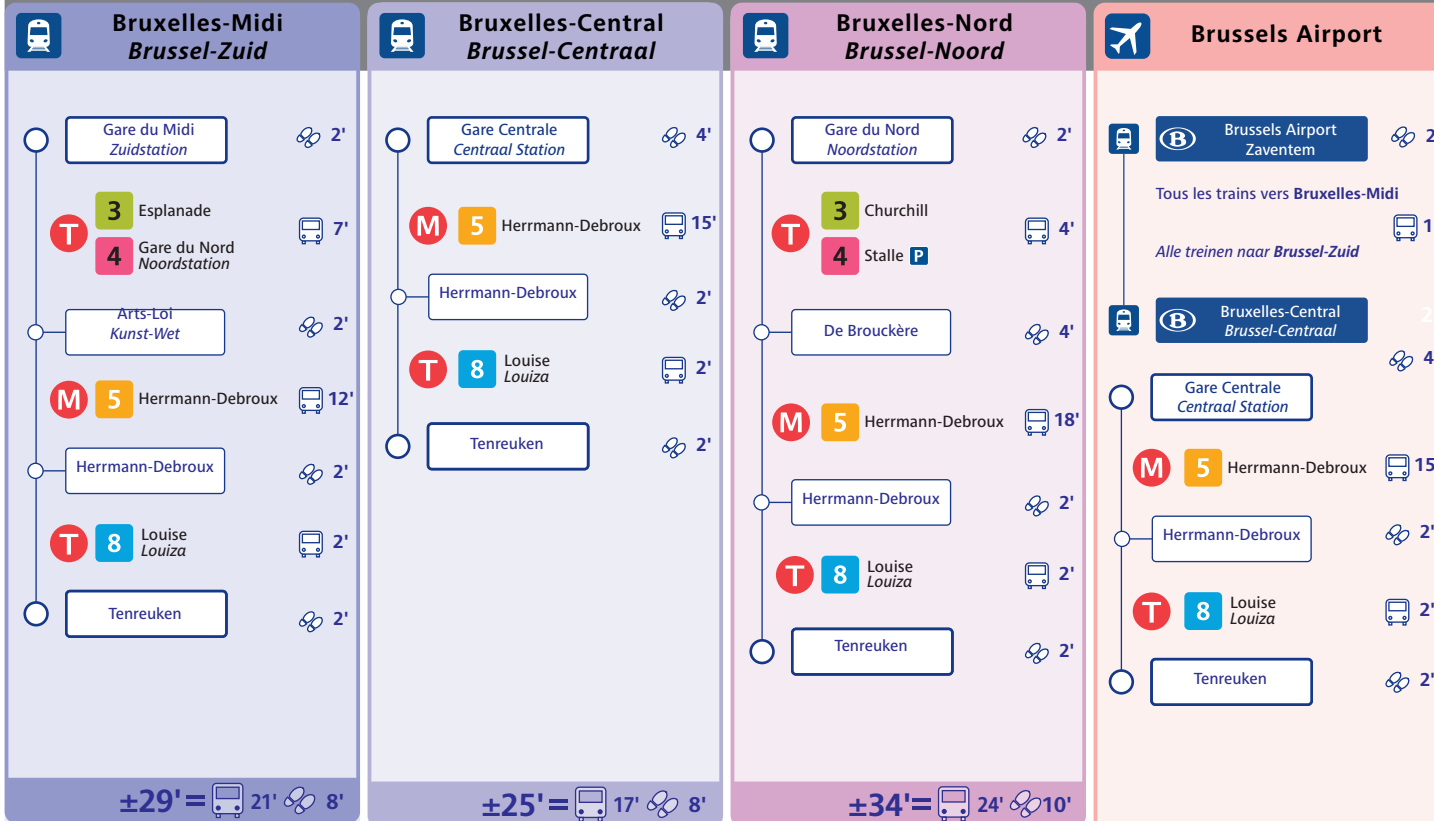 Bruxelles-Midi
Brussel-Zuid
Gare du Midi
Zuidstation
2'
3 Esplanade
T
7'
4 Gare du Nord
Noordstation
Arts-Loi
Kunst-Wet
2'
M 5 Herrmann-Debroux 12'
Herrmann-Debroux 2'
T 8 Louise
Louiza
2'
Tenreuken 2'
±29'= 21' 8'
Bruxelles-Central
Brussel-Centraal
Gare Centrale
Centraal Station
4'
M 5 Herrmann-Debroux 15'
Herrmann-Debroux 2'
T 8 Louise
Louiza
2'
Tenreuken 2'
±25'= 17' 8'
Bruxelles-Nord
Brussel-Noord
Gare du Nord
Noordstation
2'
3 Churchill
T
4'
4 Stalle P
De Brouckère 4'
M 5 Herrmann-Debroux 18'
Herrmann-Debroux 2'
T 8 Louise
Louiza
2'
Tenreuken 2'
±34'= 24' 10'
Brussels Airport
B Brussels Airport
Zaventem
2
Tous les trains vers Bruxelles-Midi
1
Alle treinen naar Brussel-Zuid
B Bruxelles-Central
Brussel-Centraal
2
4
Gare Centrale
Centraal Station
M 5 Herrmann-Debroux 15
Herrmann-Debroux 2'
T 8 Louise
Louiza
2'
Tenreuken 2'